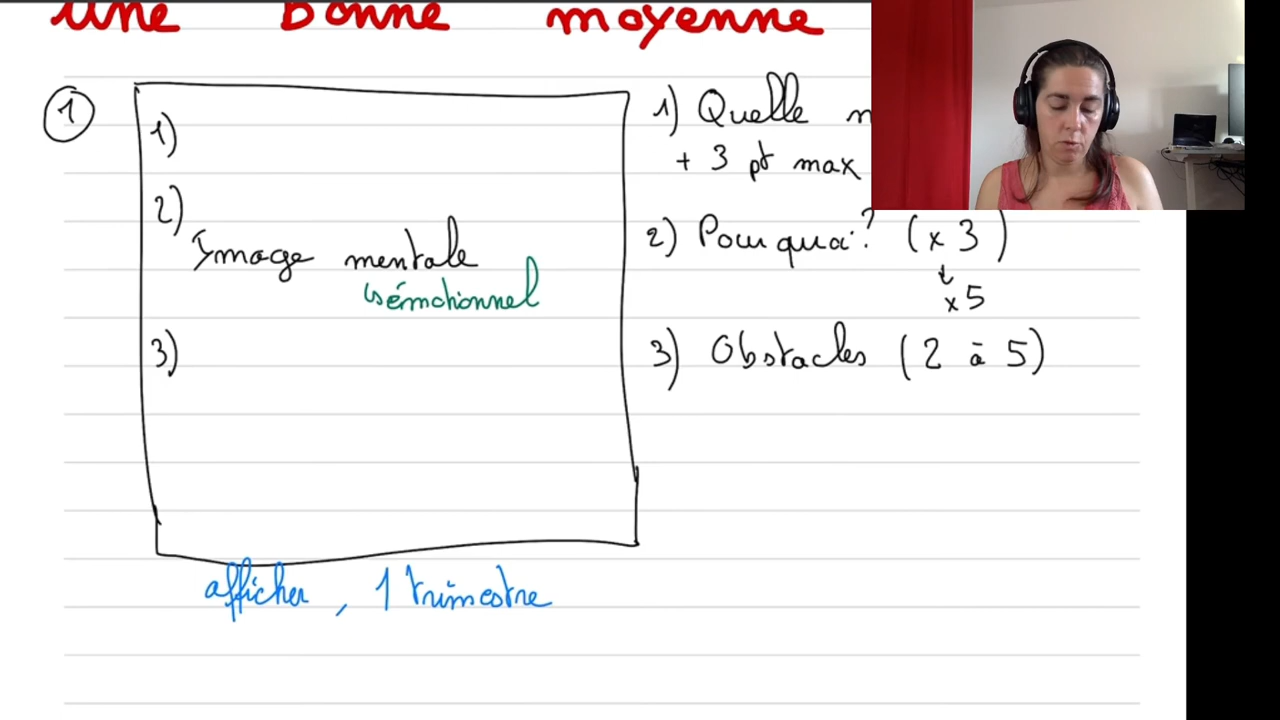 une bonne moyenne
① 1)
2)
Image mentale
↳ émotionnel
3)
afficher, 1 trimestre
1) Quelle
+ 3 pt max
2) Pourquoi? (x 3)
↓
x 5
3) Obstacles (2 à 5)